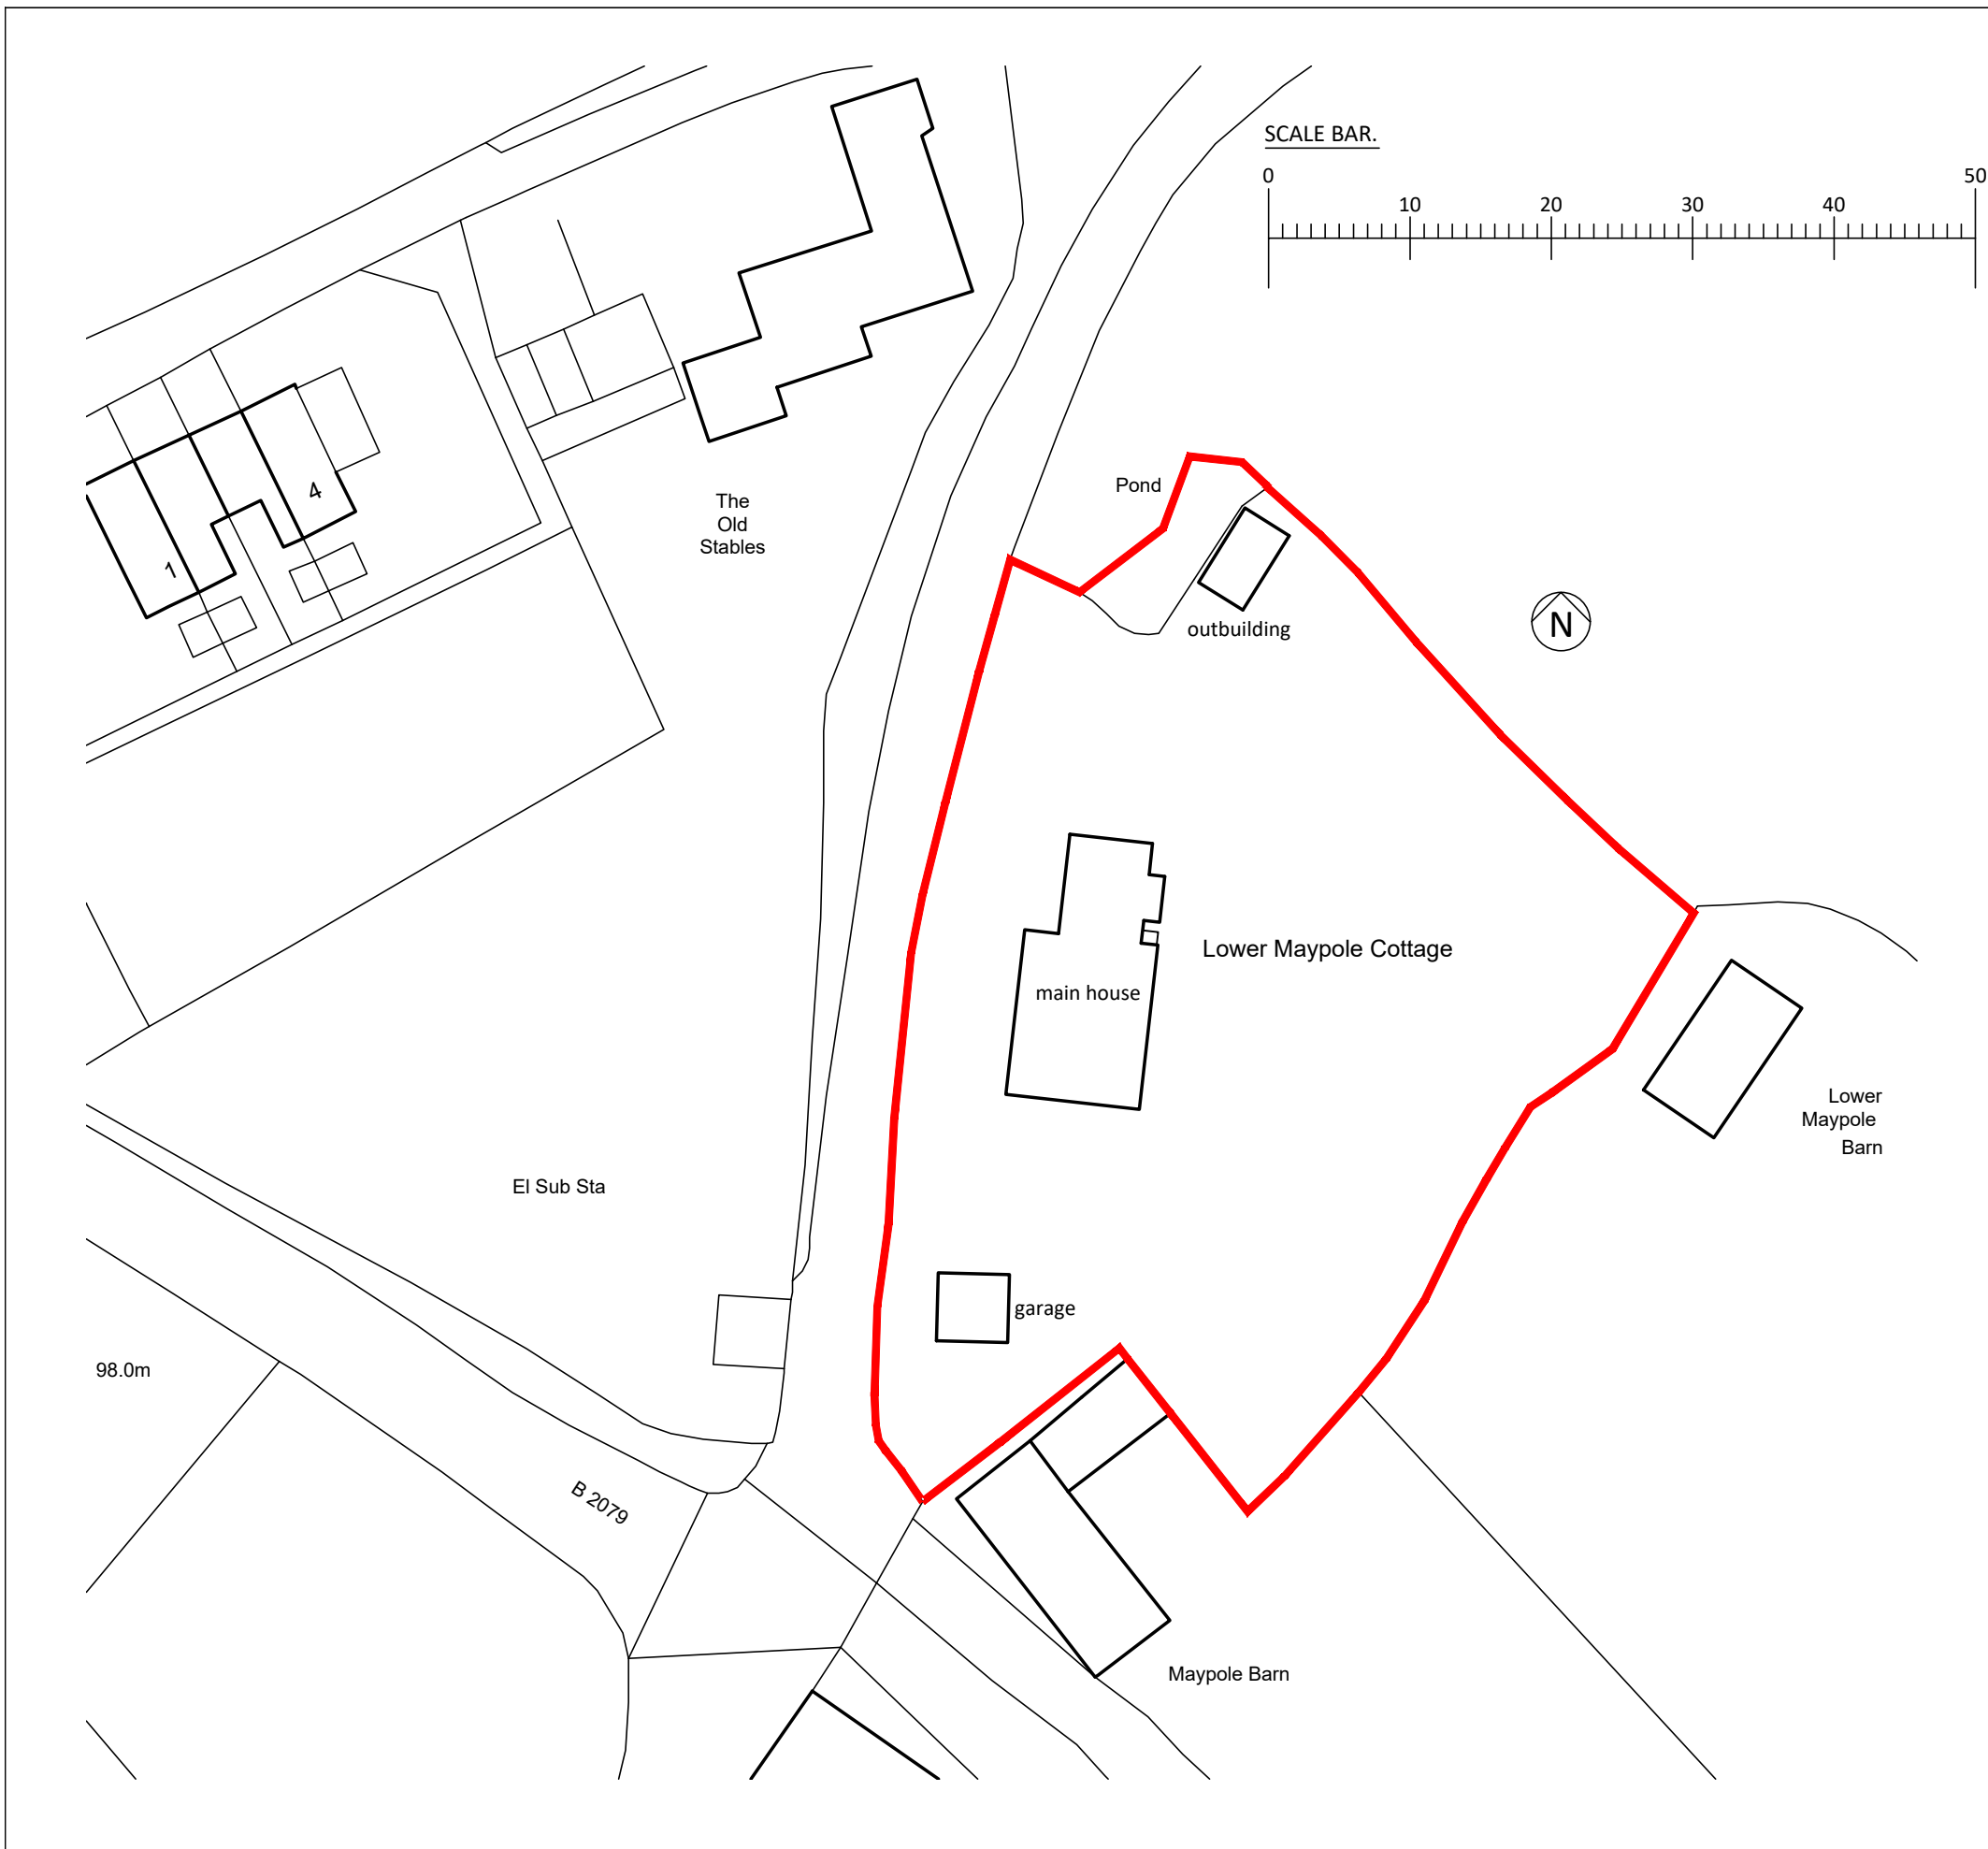 SCALE BAR.
0
50
10
20
30
40
4
1
The
Old
Stables
Pond
outbuilding
N
Lower Maypole Cottage
main house
Lower
Maypole
Barn
El Sub Sta
garage
98.0m
B 2079
Maypole Barn